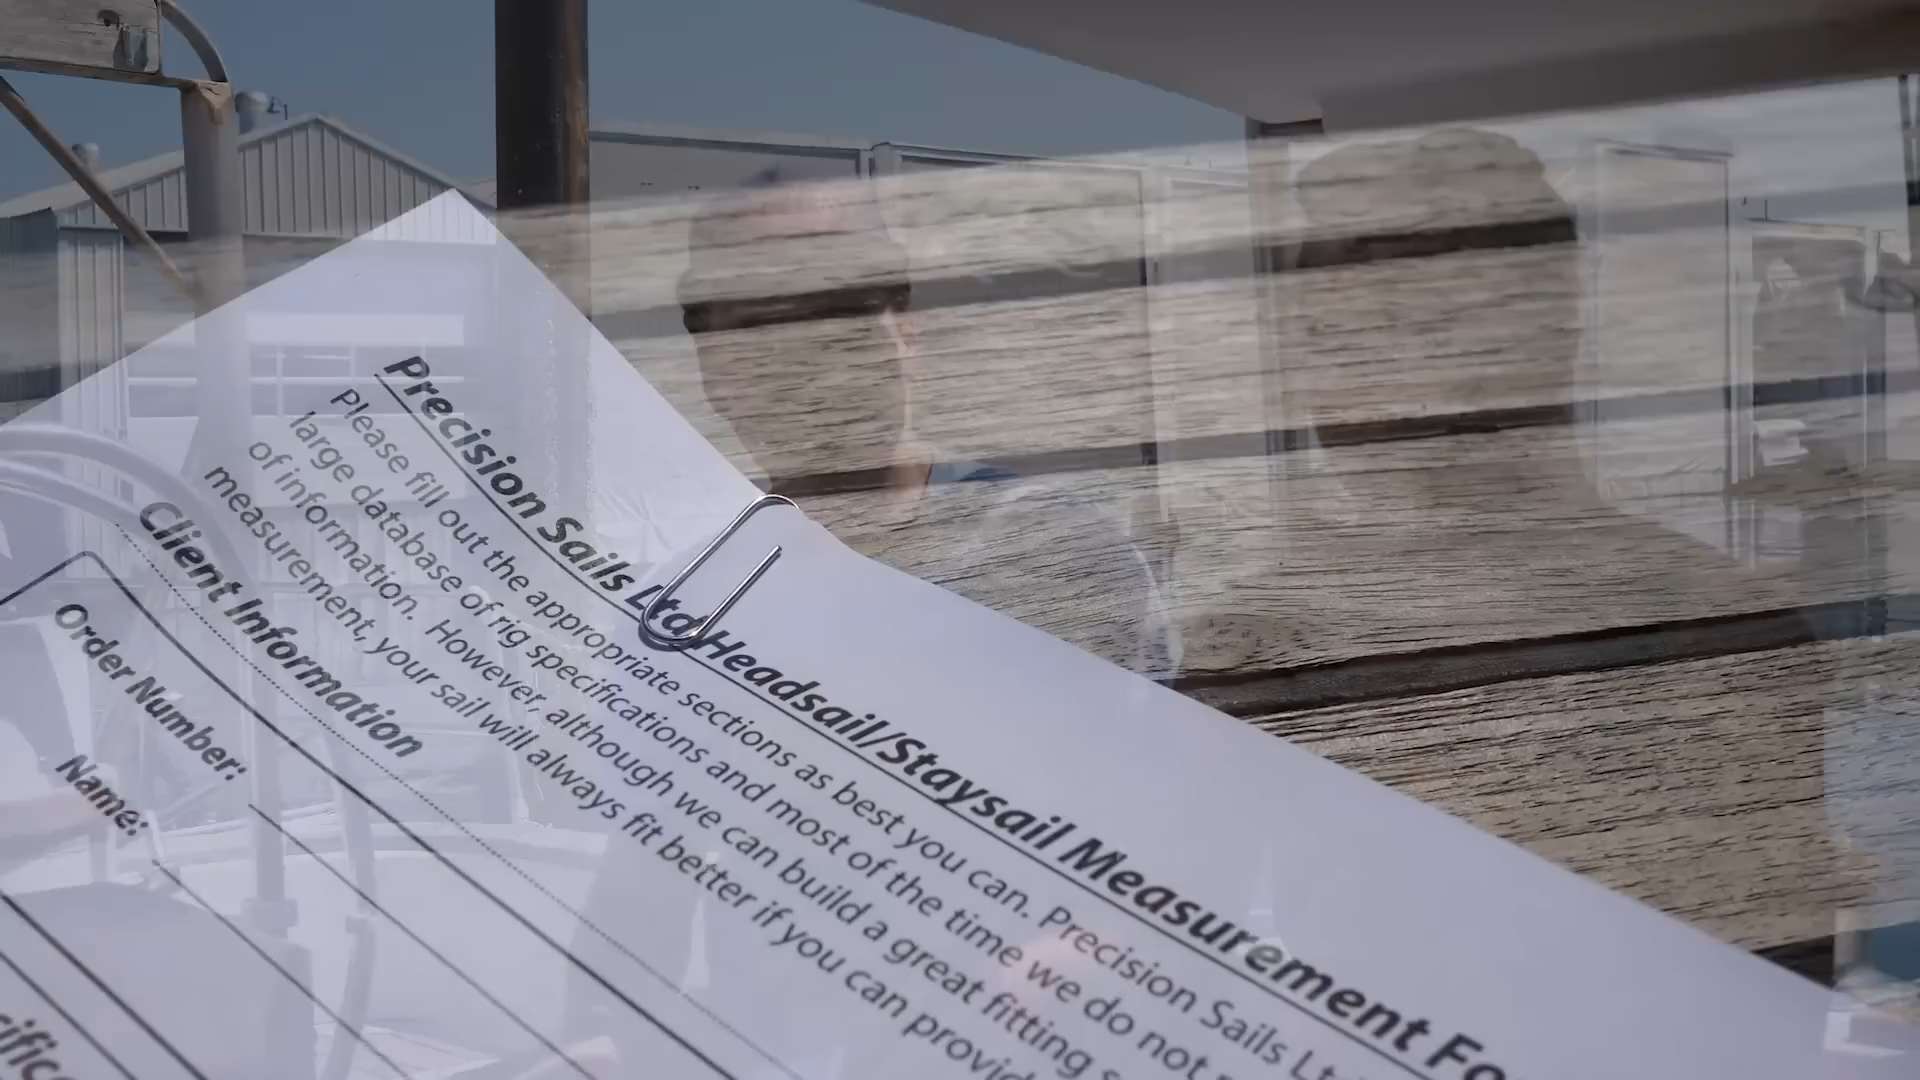 Precision Sails Ltd Headsail/Staysail Measurement Fo
Please fill out the appropriate sections as best you can. Precision Sails Lt
large database of rig specifications and most of the time we do not
of information. However, although we can build a great fitting
measurement, your sail will always fit better if you can provid
Client Information
Order Number:
Name: